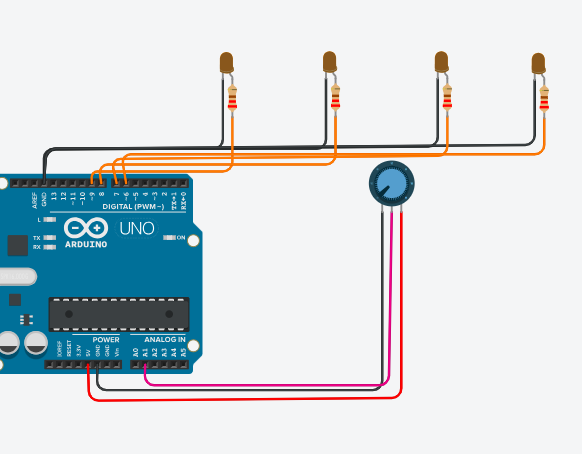 AREF
GND
13
12
~11
~10
~9
8
7
~6
~5
4
~3
2
TX→1
RX←0
DIGITAL (PWM~)
L
TX
RX
UNO
ARDUINO
ON
POWER
ANALOG IN
IOREF
RESET
3.3V
5V
GND
GND
Vin
A0
A1
A2
A3
A4
A5